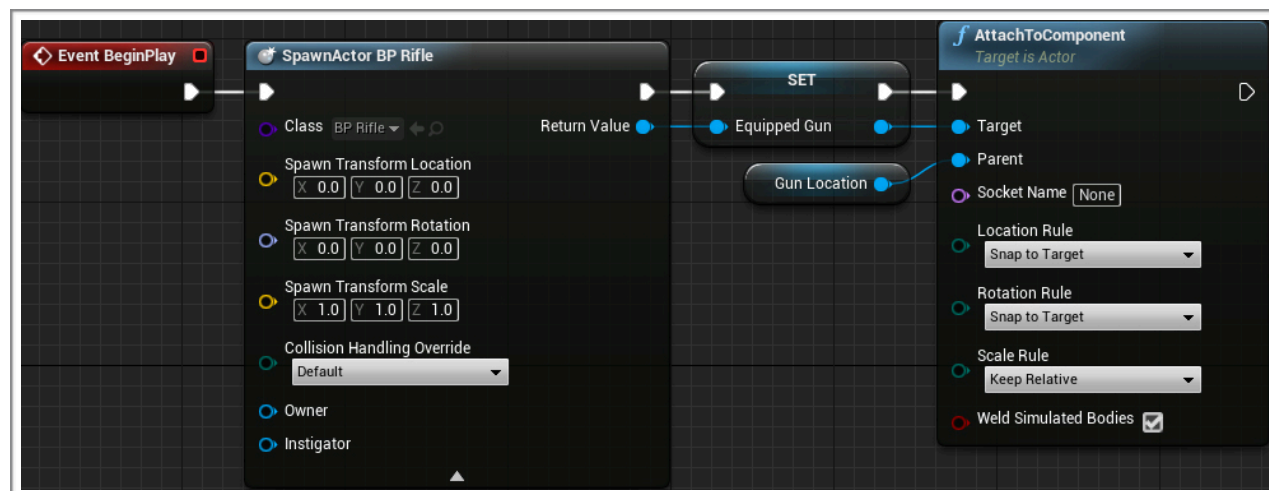 Event BeginPlay
SpawnActor BP Rifle
Class BP Rifle
Return Value
Spawn Transform Location
X 0.0 Y 0.0 Z 0.0
Spawn Transform Rotation
X 0.0 Y 0.0 Z 0.0
Spawn Transform Scale
X 1.0 Y 1.0 Z 1.0
Collision Handling Override
Default
Owner
Instigator
SET
Equipped Gun
Gun Location
f AttachToComponent
Target is Actor
Target
Parent
Socket Name None
Location Rule
Snap to Target
Rotation Rule
Snap to Target
Scale Rule
Keep Relative
Weld Simulated Bodies